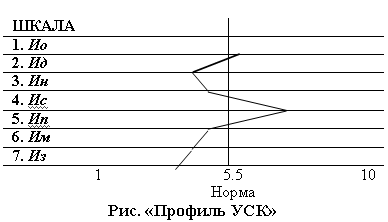 ШКАЛА
1. Ио
2. Ид
3. Ин
4. Ис
5. Ип
6. Им
7. Из
1 5.5 10
Норма
Рис. «Профиль УСК»